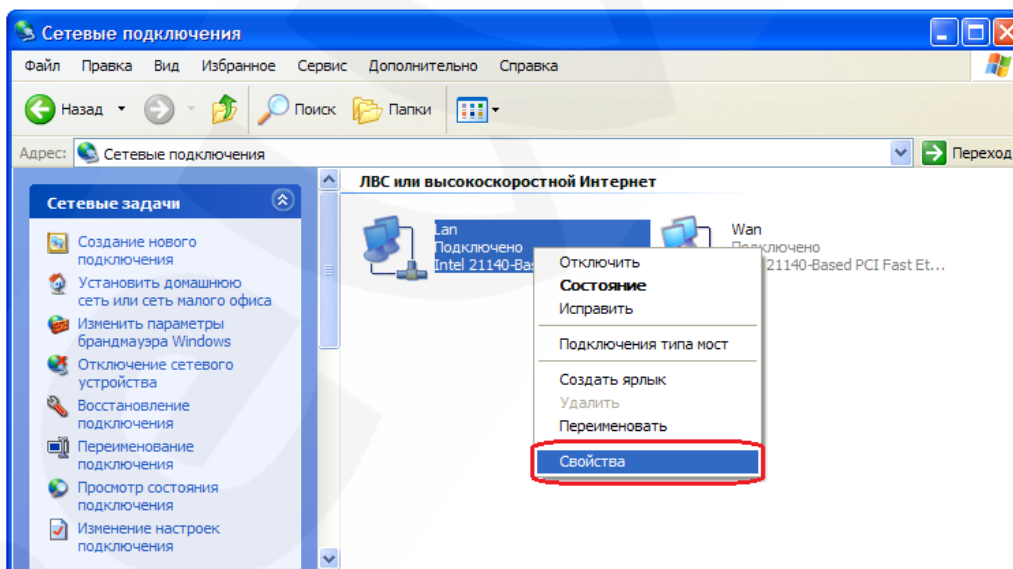 Сетевые подключения
Файл Правка Вид Избранное Сервис Дополнительно Справка
Назад Поиск Папки
Адрес: Сетевые подключения Переход
Сетевые задачи
Создание нового
подключения
Установить домашнюю
сеть или сеть малого офиса
Изменить параметры
брандмауэра Windows
Отключение сетевого
устройства
Восстановление
подключения
Переименование
подключения
Просмотр состояния
подключения
Изменение настроек
подключения
ЛВС или высокоскоростной Интернет
Lan
Подключено
Intel 21140-Bas
Wan
Подключено
21140-Based PCI Fast Et...
Отключить
Состояние
Исправить
Подключения типа мост
Создать ярлык
Удалить
Переименовать
Свойства